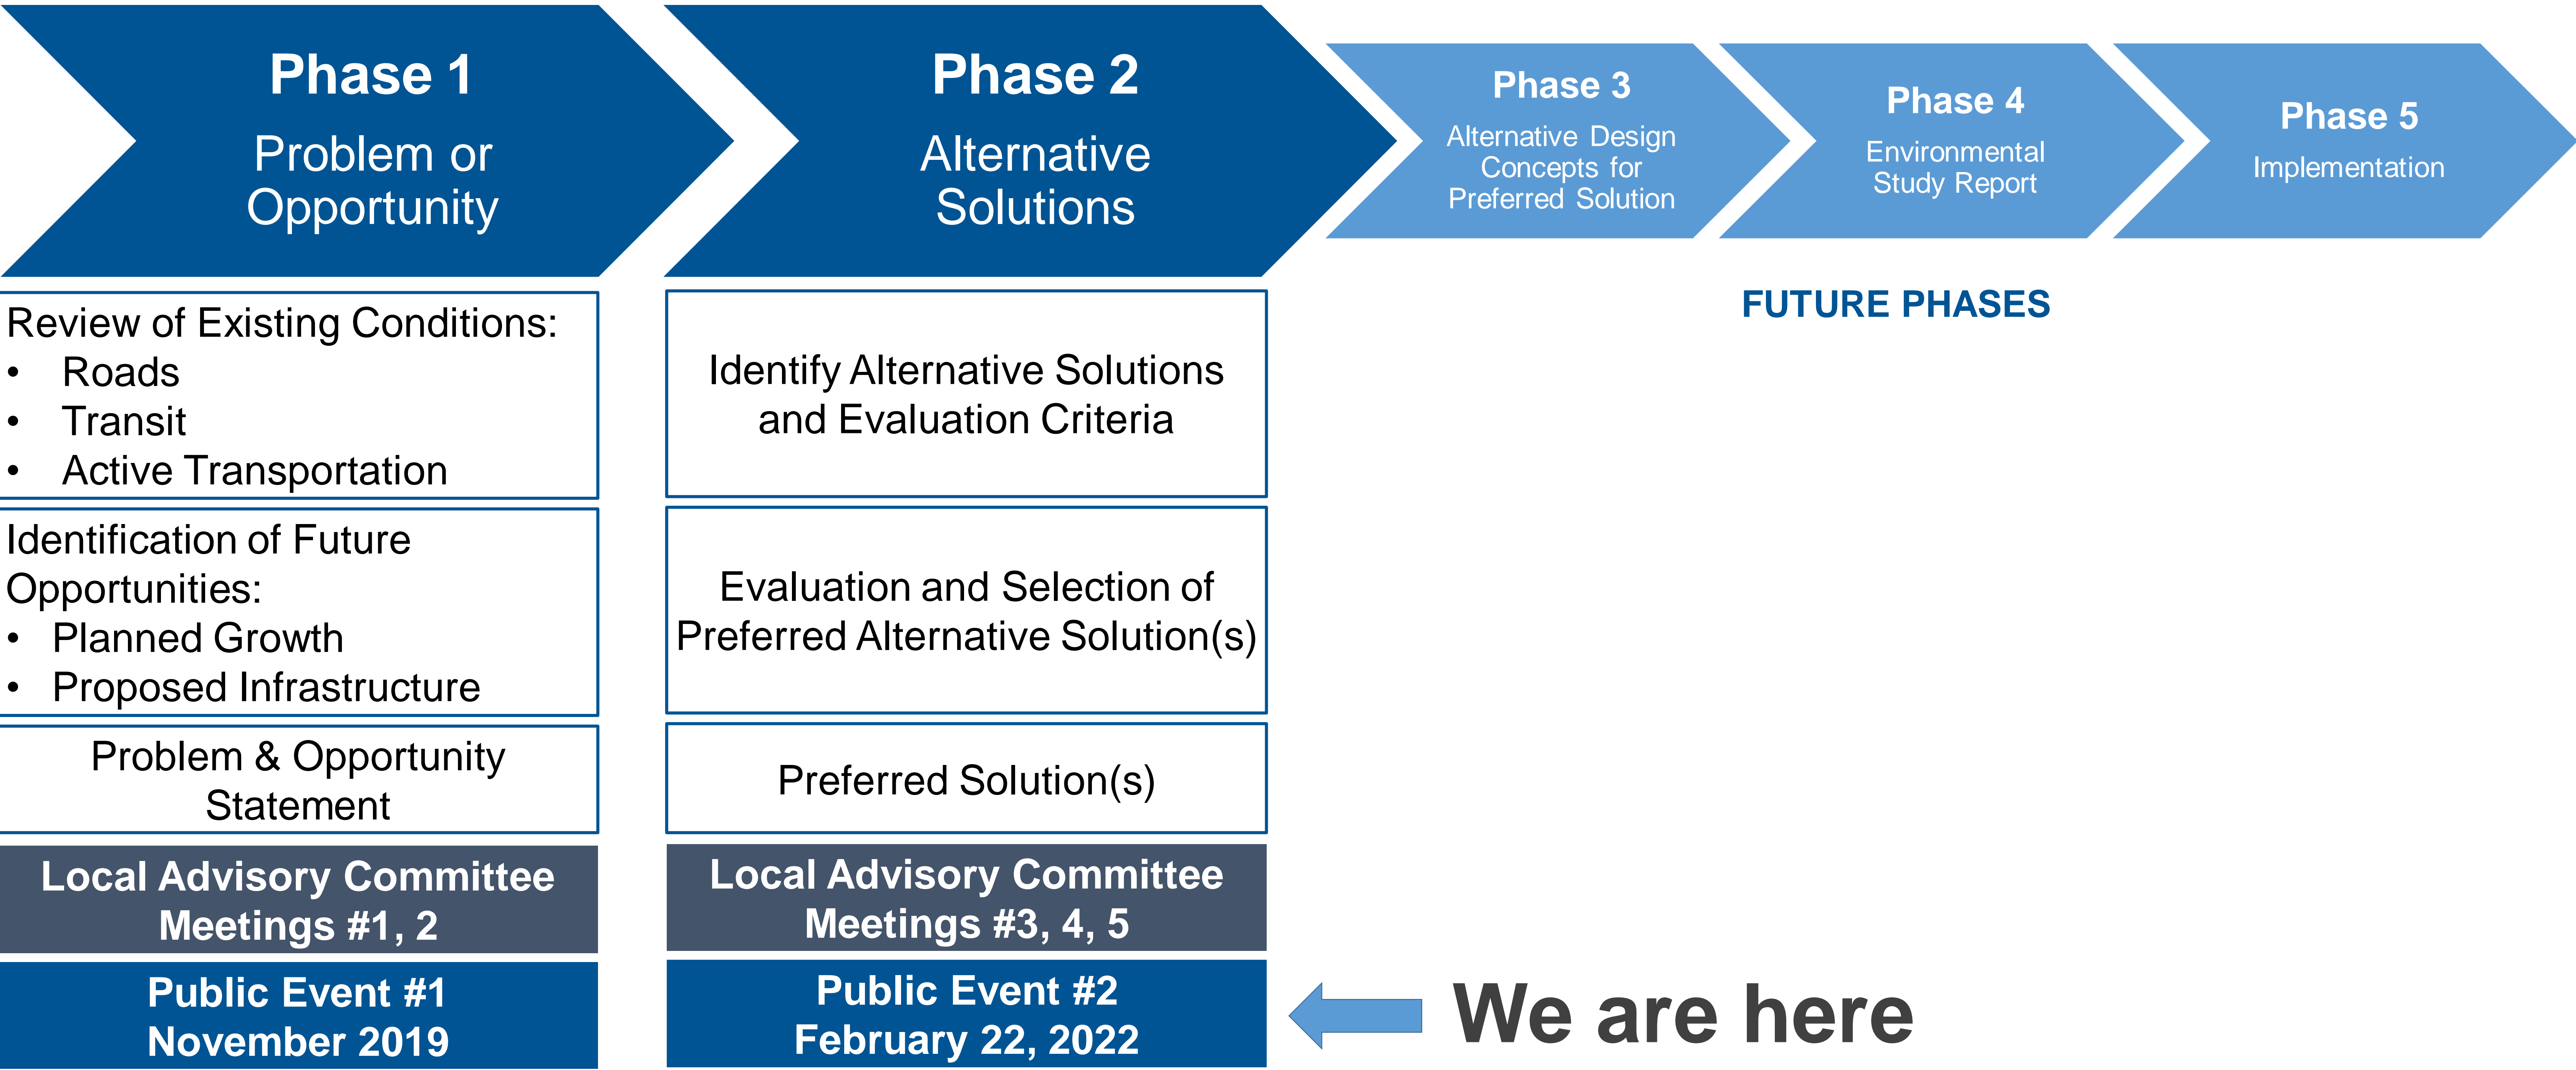 Phase 1
Problem or
Opportunity
Phase 2
Alternative
Solutions
Phase 3
Alternative Design
Concepts for
Preferred Solution
Phase 4
Environmental
Study Report
Phase 5
Implementation
FUTURE PHASES
Review of Existing Conditions:
• Roads
• Transit
• Active Transportation
Identification of Future
Opportunities:
• Planned Growth
• Proposed Infrastructure
Problem & Opportunity
Statement
Local Advisory Committee
Meetings #1, 2
Public Event #1
November 2019
Identify Alternative Solutions
and Evaluation Criteria
Evaluation and Selection of
Preferred Alternative Solution(s)
Preferred Solution(s)
Local Advisory Committee
Meetings #3, 4, 5
Public Event #2
February 22, 2022
We are here